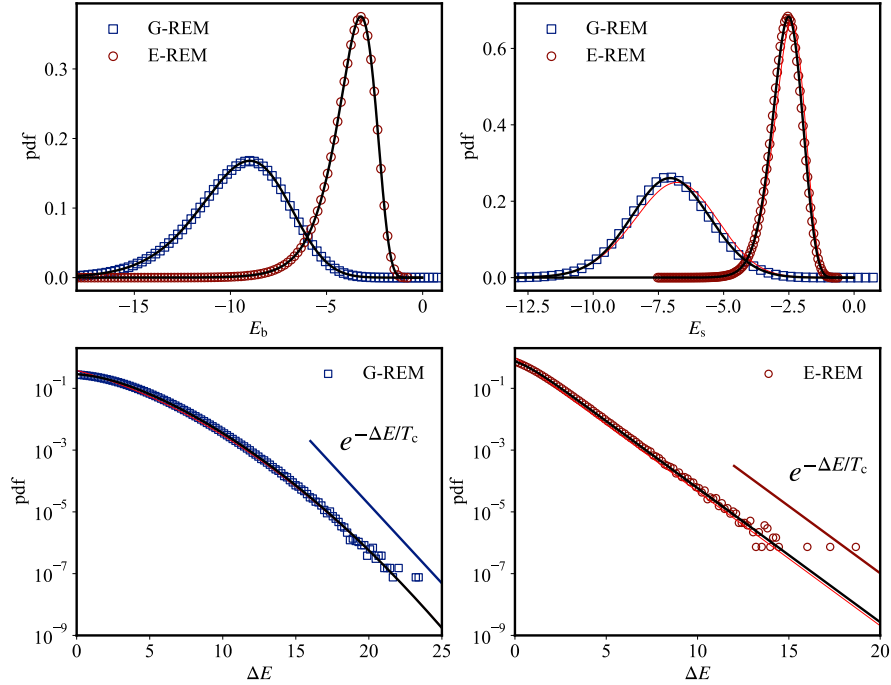 G-REM
E-REM
pdf
0.3
0.2
0.1
0.0
−15
−10
−5
0
E_b
G-REM
E-REM
pdf
0.6
0.4
0.2
0.0
−12.5
−10.0
−7.5
−5.0
−2.5
0.0
E_s
G-REM
e^{−ΔE/T_c}
pdf
10^{−1}
10^{−3}
10^{−5}
10^{−7}
10^{−9}
0
5
10
15
20
25
ΔE
E-REM
e^{−ΔE/T_c}
pdf
10^{−1}
10^{−3}
10^{−5}
10^{−7}
10^{−9}
0
5
10
15
20
ΔE